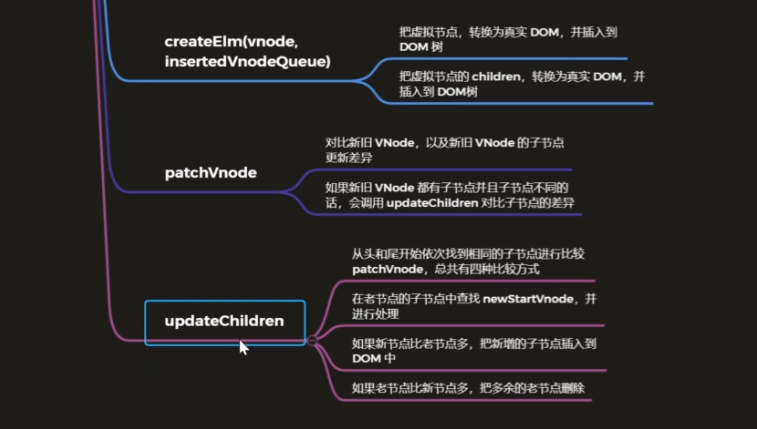 createElm(vnode,
insertedVnodeQueue)
把虚拟节点，转换为真实 DOM，并插入到
DOM 树
把虚拟节点的 children，转换为真实 DOM，并
插入到 DOM树
patchVnode
对比新旧 VNode，以及新旧 VNode 的子节点
更新差异
如果新旧 VNode 都有子节点并且子节点不同的
话，会调用 updateChildren 对比子节点的差异
updateChildren
从头和尾开始依次找到相同的子节点进行比较
patchVnode，总共有四种比较方式
在老节点的子节点中查找 newStartVnode，并
进行处理
如果新节点比老节点多，把新增的子节点插入到
DOM 中
如果老节点比新节点多，把多余的老节点删除